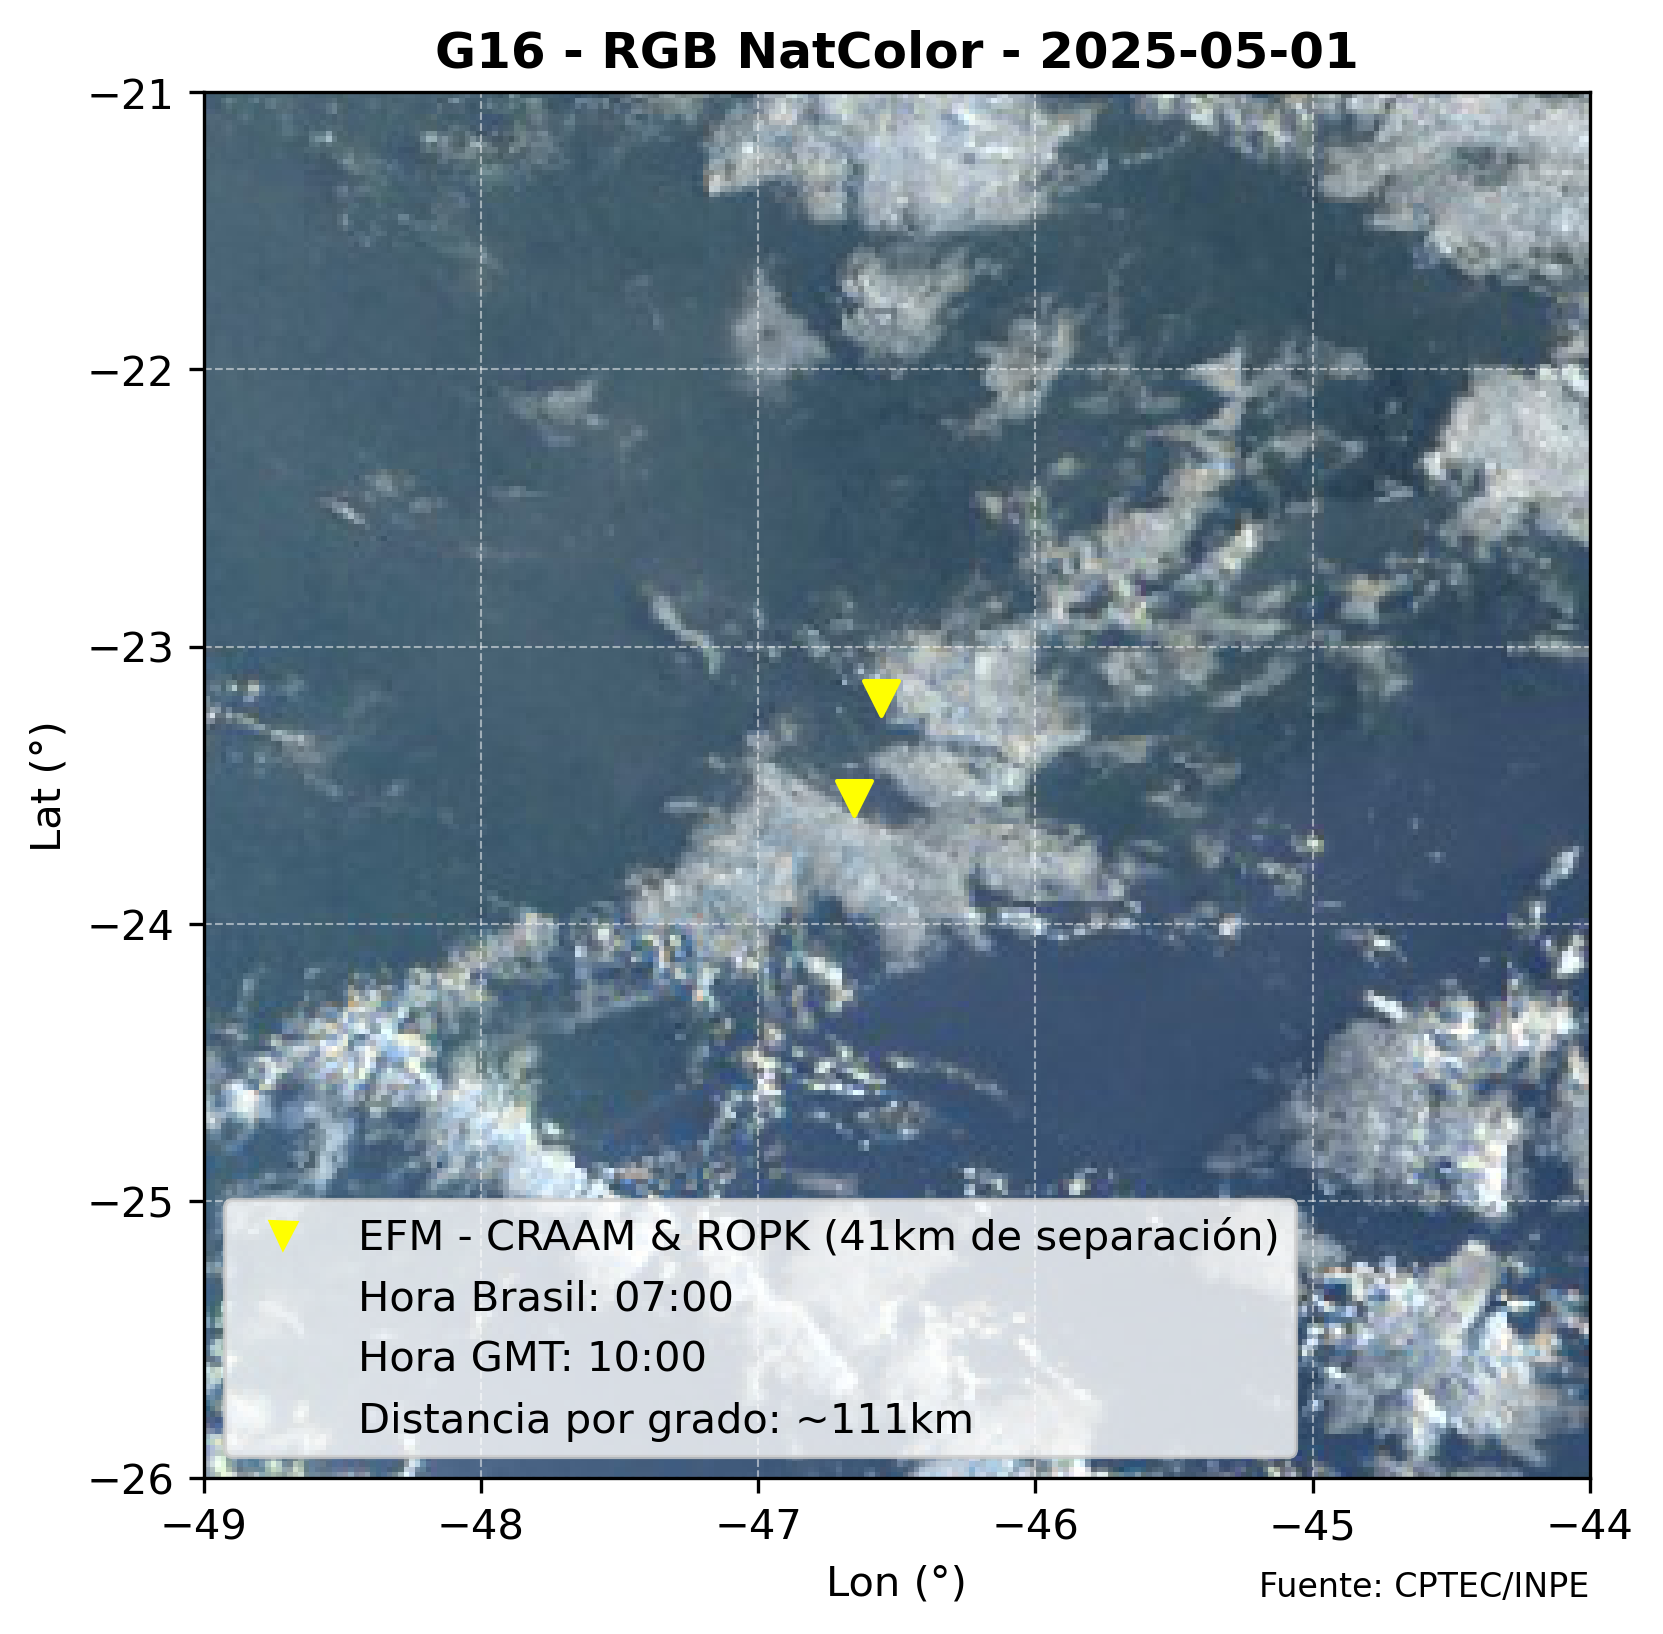 G16 - RGB NatColor - 2025-05-01
−21
−22
−23
−24
−25
−26
Lat (°)
EFM - CRAAM & ROPK (41km de separación)
Hora Brasil: 07:00
Hora GMT: 10:00
Distancia por grado: ~111km
−49 −48 −47 −46 −45 −44
Lon (°)
Fuente: CPTEC/INPE